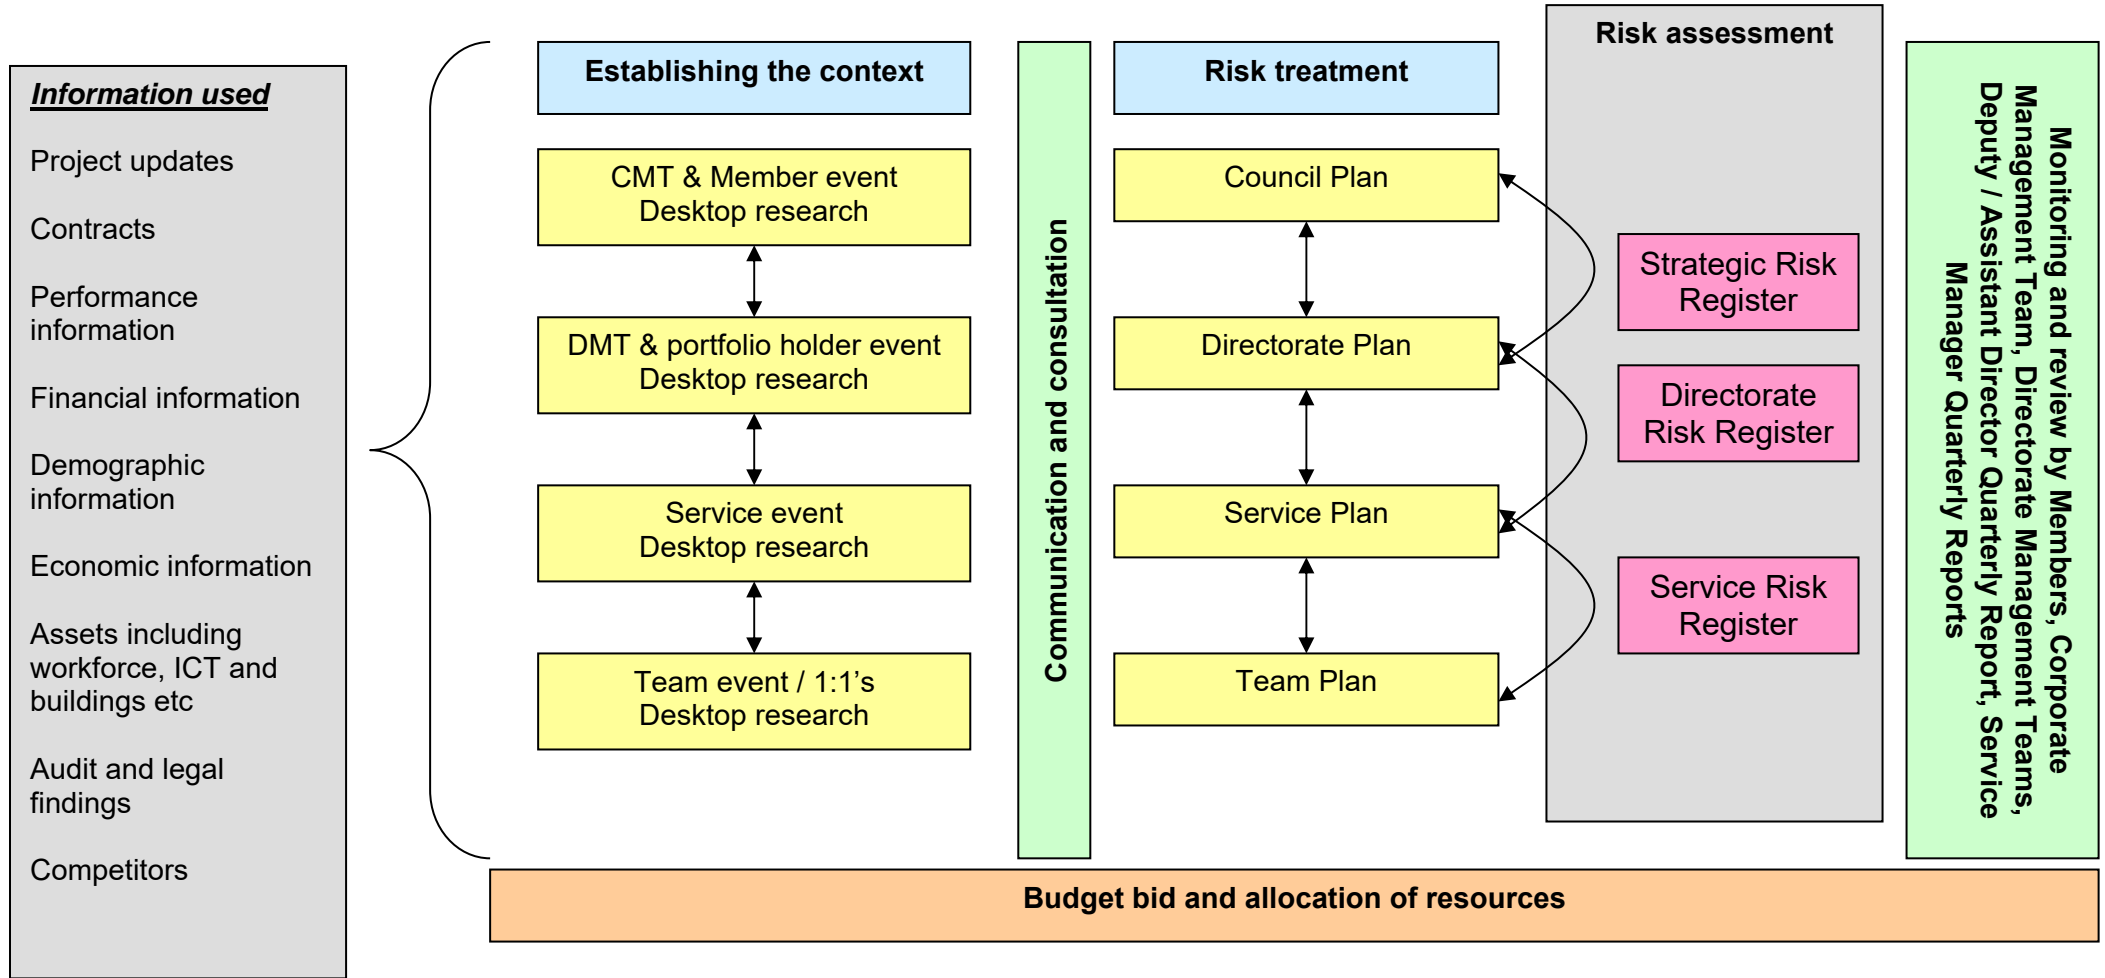 Information used
Project updates
Contracts
Performance
information
Financial information
Demographic
information
Economic information
Assets including
workforce, ICT and
buildings etc
Audit and legal
findings
Competitors
Establishing the context
CMT & Member event
Desktop research
DMT & portfolio holder event
Desktop research
Service event
Desktop research
Team event / 1:1’s
Desktop research
Communication and consultation
Risk treatment
Council Plan
Directorate Plan
Service Plan
Team Plan
Risk assessment
Strategic Risk
Register
Directorate
Risk Register
Service Risk
Register
Monitoring and review by Members, Corporate
Management Team, Directorate Management Teams,
Deputy / Assistant Director Quarterly Report, Service
Manager Quarterly Reports
Budget bid and allocation of resources